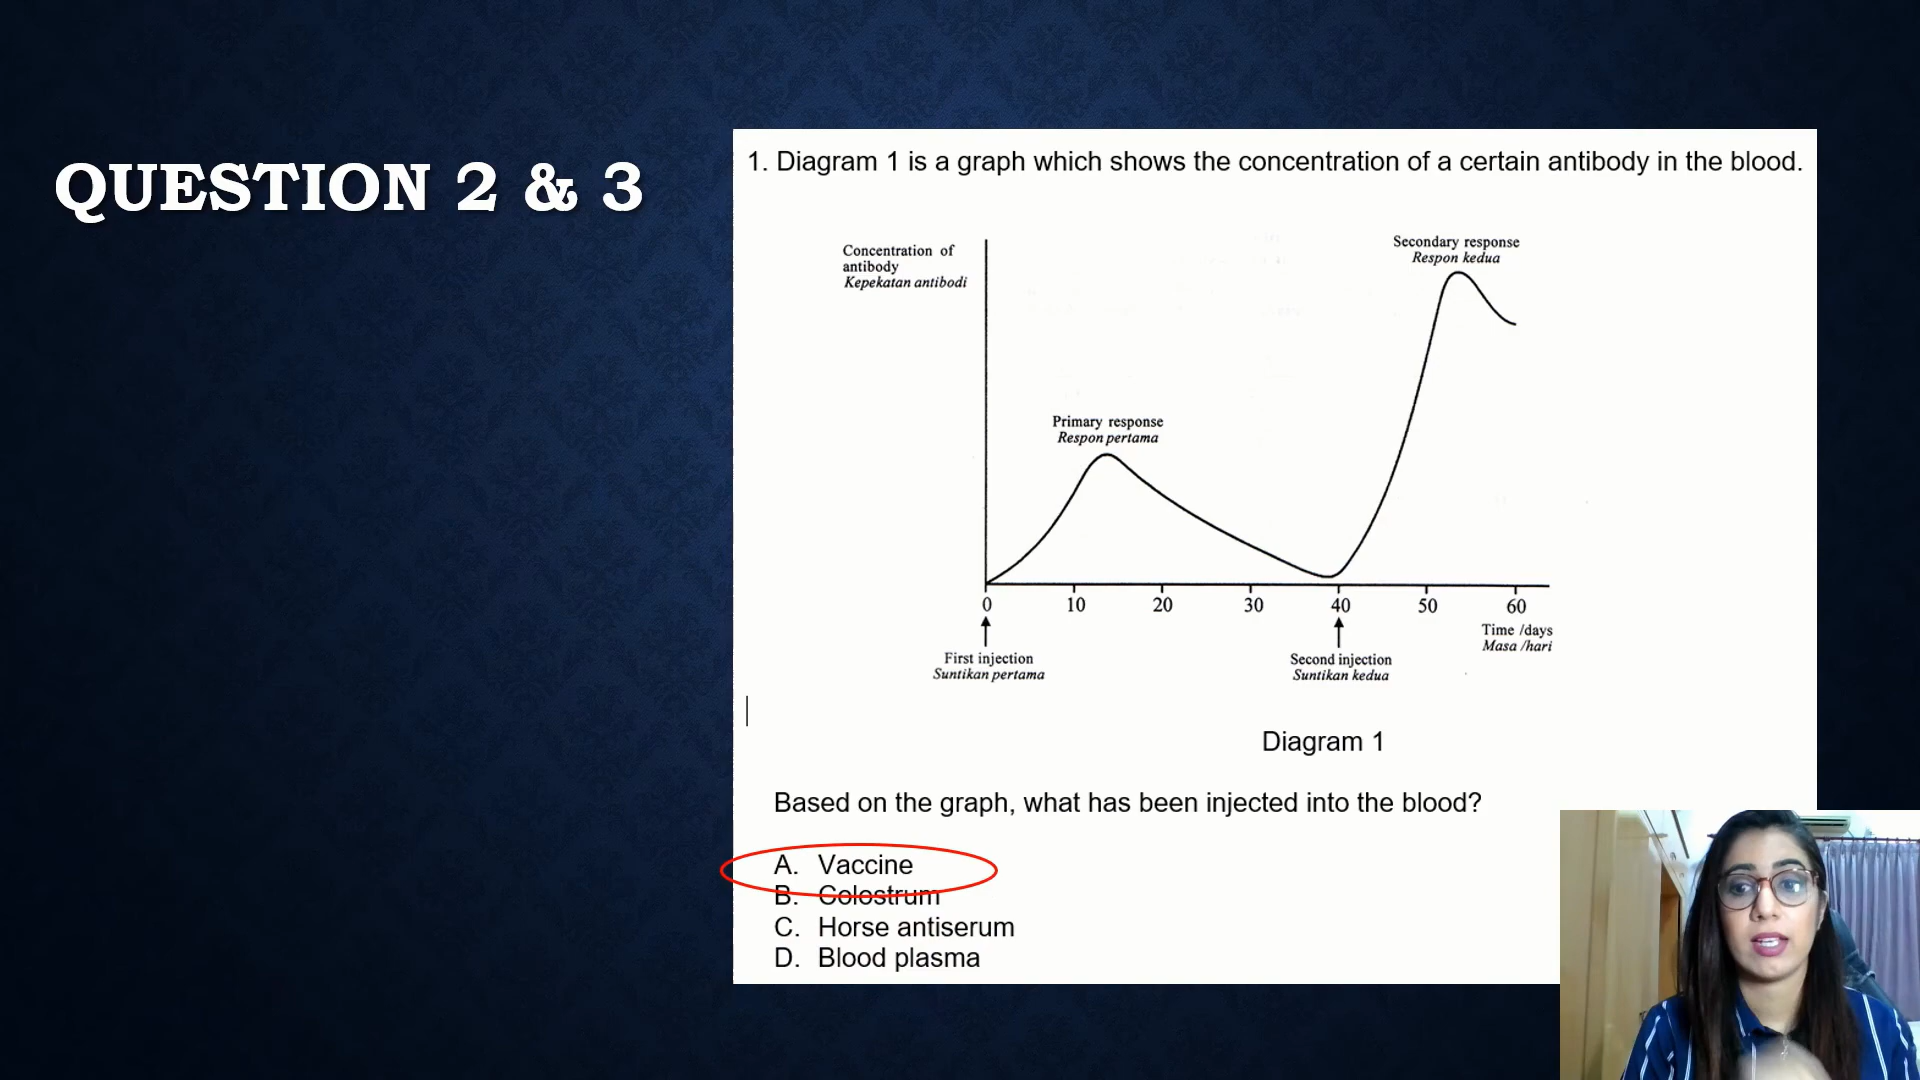 QUESTION 2 & 3
1. Diagram 1 is a graph which shows the concentration of a certain antibody in the blood.
Concentration of
antibody
Kepekatan antibodi
Secondary response
Respon kedua
Primary response
Respon pertama
0 10 20 30 40 50 60
Time /days
Masa /hari
First injection
Suntikan pertama
Second injection
Suntikan kedua
Diagram 1
Based on the graph, what has been injected into the blood?
A. Vaccine
B. Colostrum
C. Horse antiserum
D. Blood plasma